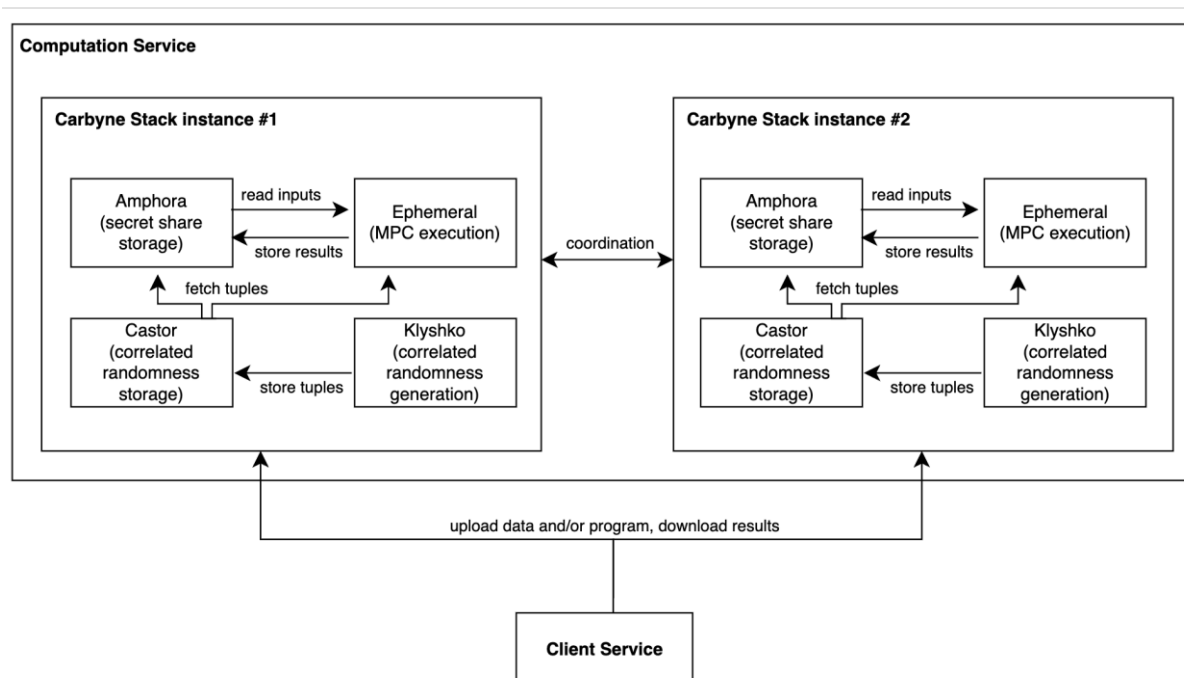 Computation Service
Carbyne Stack instance #1
Amphora
(secret share
storage)
read inputs
store results
Ephemeral
(MPC execution)
fetch tuples
Castor
(correlated
randomness
storage)
store tuples
Klyshko
(correlated
randomness
generation)
coordination
Carbyne Stack instance #2
Amphora
(secret share
storage)
read inputs
store results
Ephemeral
(MPC execution)
fetch tuples
Castor
(correlated
randomness
storage)
store tuples
Klyshko
(correlated
randomness
generation)
upload data and/or program, download results
Client Service